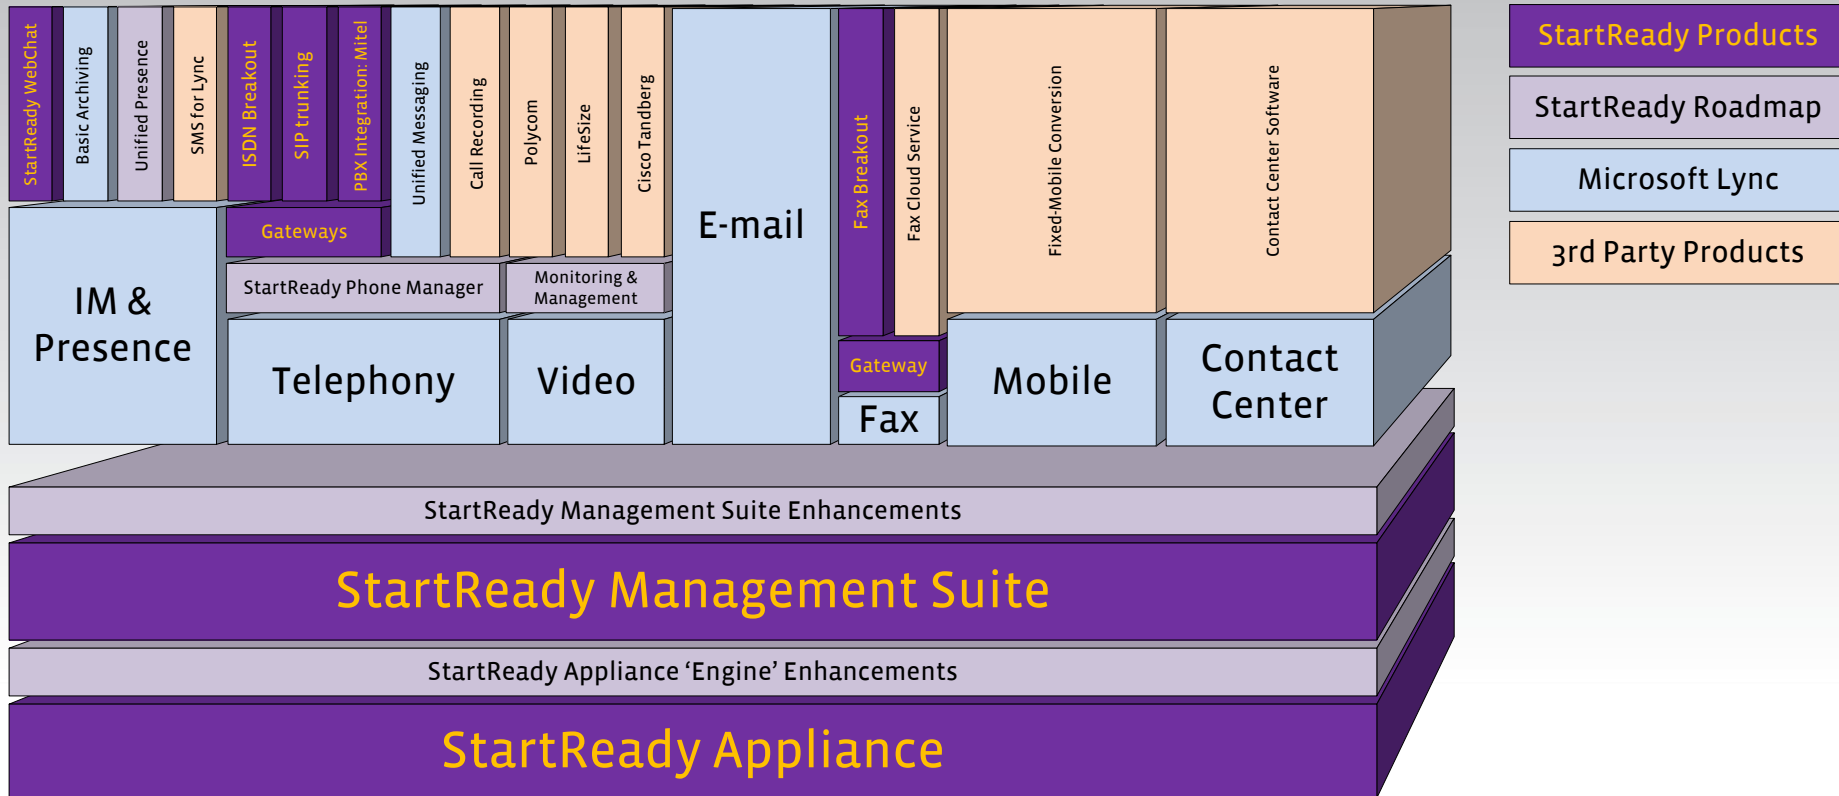 StartReady WebChat
Basic Archiving
Unified Presence
SMS for Lync
ISDN Breakout
SIP trunking
PBX Integration: Mitel
Unified Messaging
Call Recording
Polycom
LifeSize
Cisco Tandberg
E-mail
Fax Breakout
Fax Cloud Service
Fixed-Mobile Conversion
Contact Center Software
StartReady Products
StartReady Roadmap
Microsoft Lync
3rd Party Products
Gateways
IM &
Presence
StartReady Phone Manager
Monitoring &
Management
Telephony
Video
Gateway
Fax
Mobile
Contact
Center
StartReady Management Suite Enhancements
StartReady Management Suite
StartReady Appliance ‘Engine’ Enhancements
StartReady Appliance